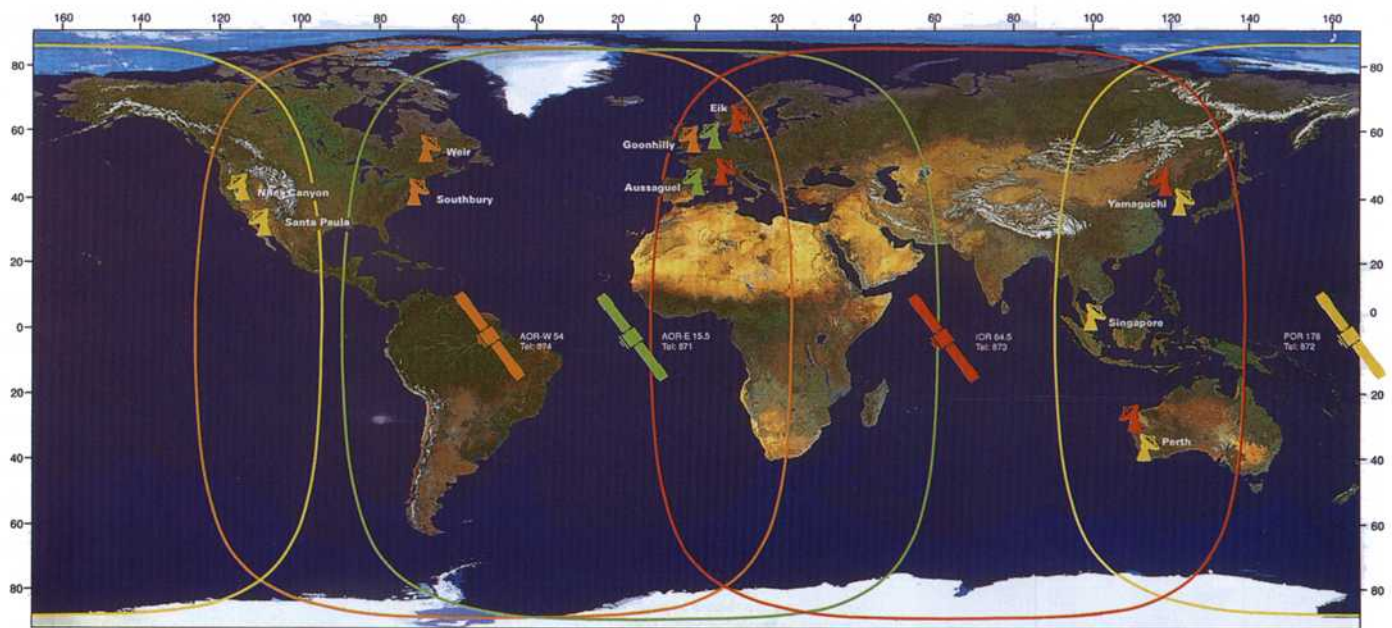 160 120 100 80 60 40 20 0 20 40 60 80 100 120 140 160
80
60
40
20
0
20
40
60
80
80
60
40
20
0
20
40
60
80
Eik
Goonhilly
Weir
Aussaguel
Niles Canyon
Southbury
Yamaguchi
Santa Paula
AOR-W 54
Tel: 874
AOR-E 15.5
Tel: 871
IOR 64.5
Tel: 873
Singapore
POR 178
Tel: 872
Perth